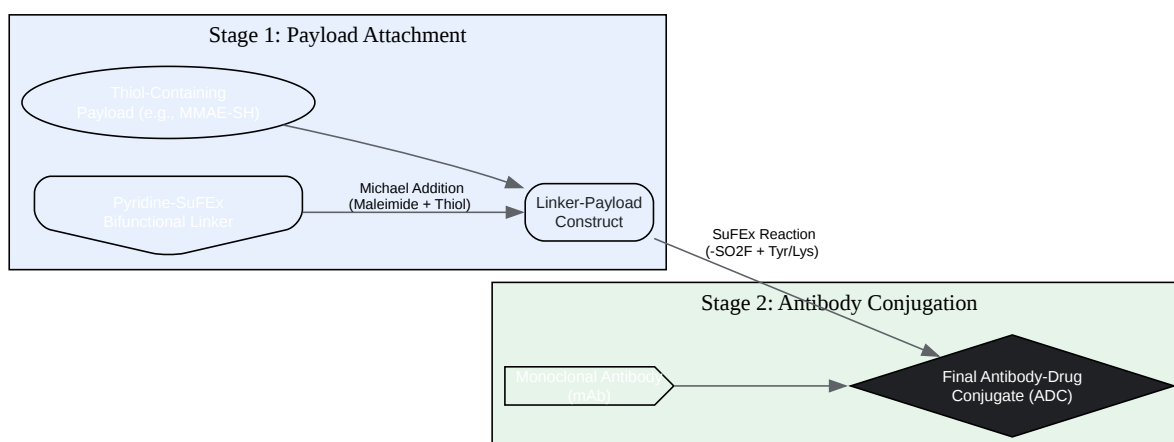 Stage 1: Payload Attachment
Thiol-Containing
Payload (e.g., MMAE-SH)
Pyridine-SuFEx
Bifunctional Linker
Michael Addition
(Maleimide + Thiol)
Linker-Payload
Construct
SuFEx Reaction
(-SO2F + Tyr/Lys)
Stage 2: Antibody Conjugation
Monoclonal Antibody
(mAb)
Final Antibody-Drug
Conjugate (ADC)